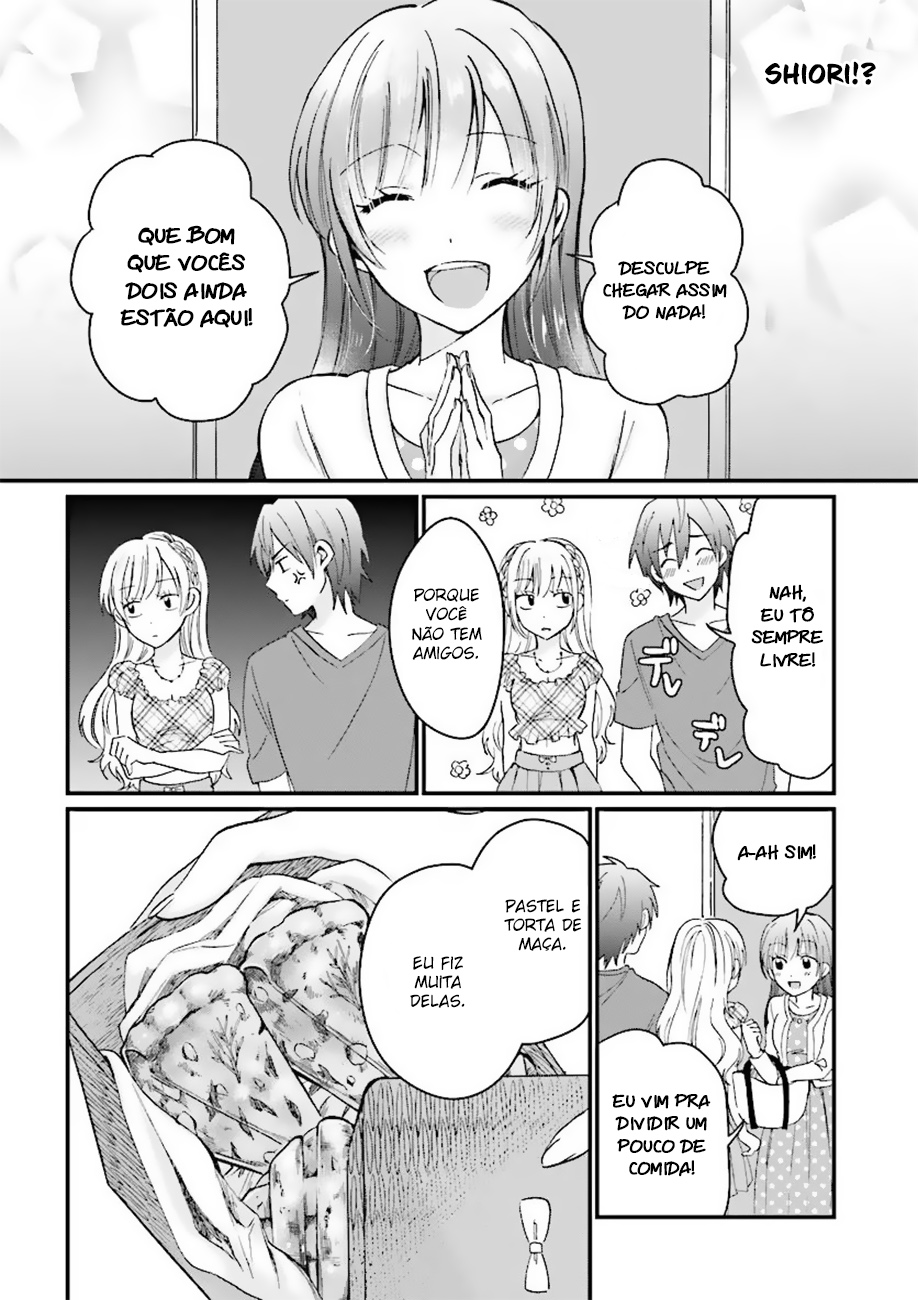 SHIORI!?
DESCULPE
CHEGAR ASSIM
DO NADA!
QUE BOM
QUE VOCÊS
DOIS AINDA
ESTÃO AQUI!
NAH,
EU TÔ
SEMPRE
LIVRE!
デレ
デレ
PORQUE
VOCÊ
NÃO TEM
AMIGOS.
A-AH SIM!
EU VIM PRA
DIVIDIR UM
POUCO DE
COMIDA!
PASTEL E
TORTA DE
MAÇA.
EU FIZ
MUITA
DELAS.